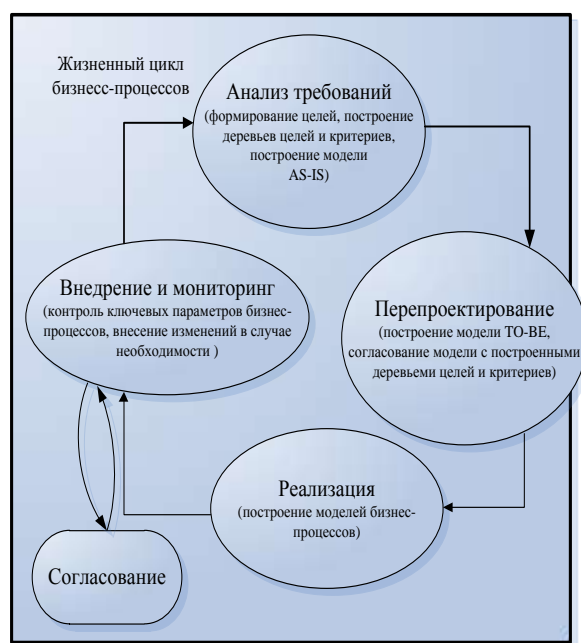 Жизненный цикл
бизнесс-процессов
Анализ требований
(формирование целей, построение
деревьев целей и критериев,
построение модели
AS-IS)
Внедрение и мониторинг
(контроль ключевых параметров бизнес-
процессов, внесение изменений в случае
необходимости )
Перепроектирование
(построение модели TO-BE,
согласование модели с построенными
деревьеми целей и критериев)
Реализация
(построение моделей бизнес-
процессов)
Согласование